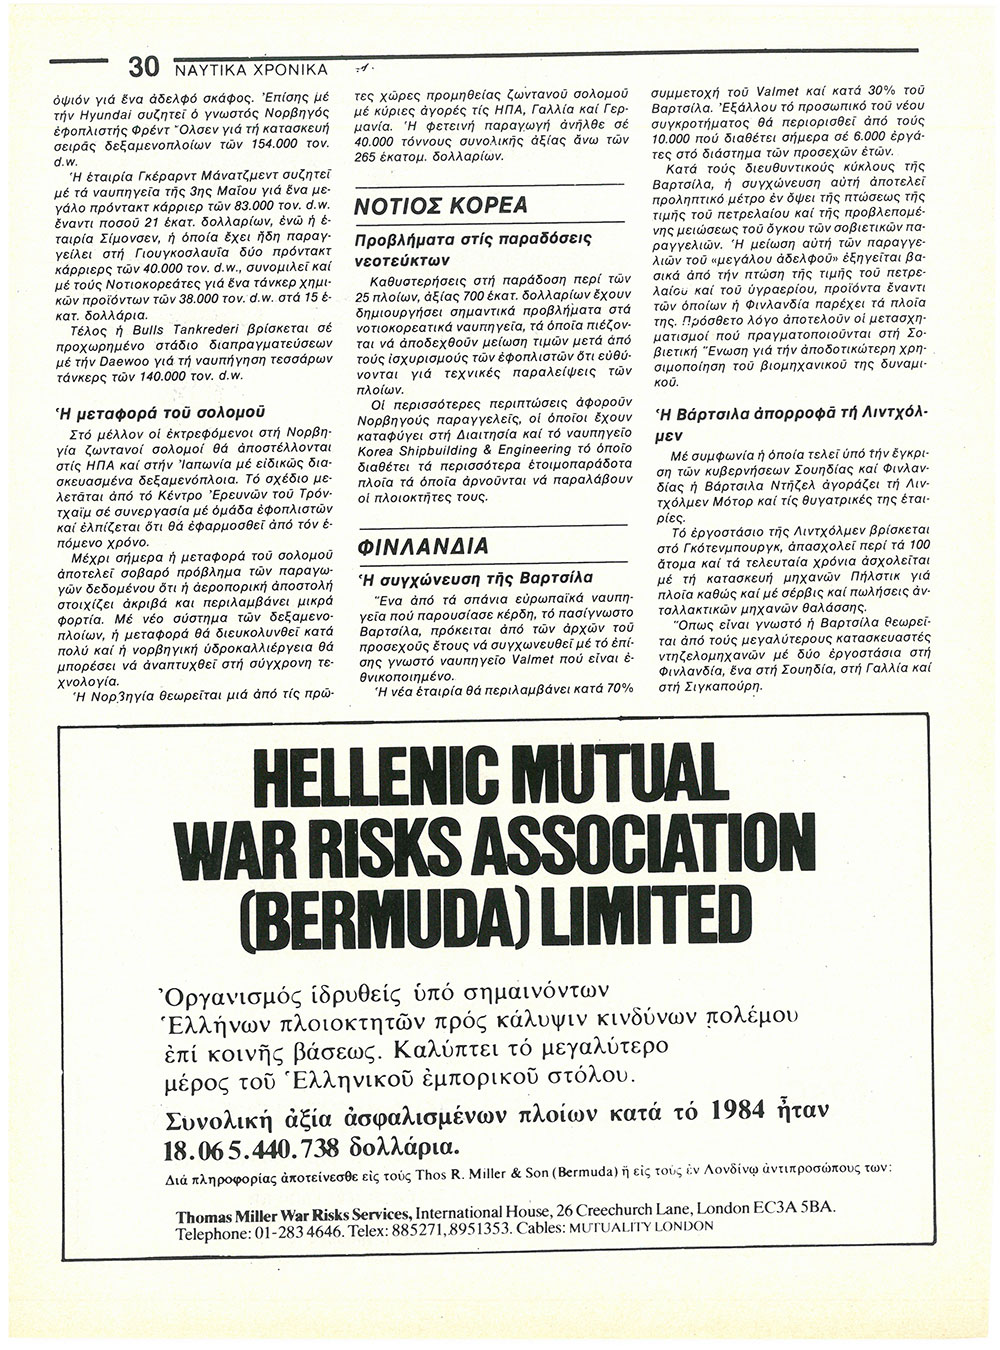 30 ΝΑΥΤΙΚΑ ΧΡΟΝΙΚΑ
ὀψιόν γιά ἕνα ἀδελφό σκάφος. Ἐπίσης μέ
τήν Hyundai συζητεῖ ὁ γνωστός Νορβηγός
ἐφοπλιστής Φρέντ Ὄλσεν γιά τή κατασκευή
σειρᾶς δεξαμενοπλοίων τῶν 154.000 τον.
d.w.
Ἡ ἑταιρία Γκέραρντ Μάνατζμεντ συζητεῖ
μέ τά ναυπηγεῖα τῆς 3ης Μαΐου γιά ἕνα με-
γάλο πρόντακτ κάρριερ τῶν 83.000 τον. d.w.
ἔναντι ποσοῦ 21 ἑκατ. δολλαρίων, ἐνῶ ἡ ἑ-
ταιρία Σίμονσεν, ἡ ὁποία ἔχει ἤδη παραγ-
γείλει στή Γιουγκοσλαυΐα δύο πρόντακτ
κάρριερς τῶν 40.000 τον. d.w., συνομιλεῖ καί
μέ τούς Νοτιοκορεάτες γιά ἕνα τάνκερ χημι-
κῶν προϊόντων τῶν 38.000 τον. d.w. στά 15 ἑ-
κατ. δολλάρια.
Τέλος ἡ Bulls Tankrederi βρίσκεται σέ
προχωρημένο στάδιο διαπραγματεύσεων
μέ τήν Daewoo γιά τή ναυπήγηση τεσσάρων
τάνκερς τῶν 140.000 τον. d.w.
Ἡ μεταφορά τοῦ σολομοῦ
Στό μέλλον οἱ ἐκτρεφόμενοι στή Νορβη-
γία ζωντανοί σολομοί θά ἀποστέλλονται
στίς ΗΠΑ καί στήν Ἰαπωνία μέ εἰδικῶς δια-
σκευασμένα δεξαμενόπλοια. Τό σχέδιο με-
λετᾶται ἀπό τό Κέντρο Ἐρευνῶν τοῦ Τρόν-
τχαϊμ σέ συνεργασία μέ ὁμάδα ἐφοπλιστῶν
καί ἐλπίζεται ὅτι θά ἐφαρμοσθεῖ ἀπό τόν ἑ-
πόμενο χρόνο.
Μέχρι σήμερα ἡ μεταφορά τοῦ σολομοῦ
ἀποτελεῖ σοβαρό πρόβλημα τῶν παραγω-
γῶν δεδομένου ὅτι ἡ ἀεροπορική ἀποστολή
στοιχίζει ἀκριβά και περιλαμβάνει μικρά
φορτία. Μέ νέο σύστημα τῶν δεξαμενο-
πλοίων, ἡ μεταφορά θά διευκολυνθεῖ κατά
πολύ καί ἡ νορβηγική ὑδροκαλλιέργεια θά
μπορέσει νά ἀναπτυχθεῖ στή σύγχρονη τε-
χνολογία.
Ἡ Νορβηγία θεωρεῖται μιά ἀπό τίς πρῶ-
τες χῶρες προμηθείας ζωντανοῦ σολομοῦ
μέ κύριες ἀγορές τίς ΗΠΑ, Γαλλία καί Γερ-
μανία. Ἡ φετεινή παραγωγή ἀνῆλθε σέ
40.000 τόννους συνολικῆς ἀξίας ἄνω τῶν
265 ἑκατομ. δολλαρίων.
ΝΟΤΙΟΣ ΚΟΡΕΑ
Προβλήματα στίς παραδόσεις
νεοτεύκτων
Καθυστερήσεις στή παράδοση περί τῶν
25 πλοίων, ἀξίας 700 ἑκατ. δολλαρίων ἔχουν
δημιουργήσει σημαντικά προβλήματα στά
νοτιοκορεατικά ναυπηγεῖα, τά ὁποῖα πιέζον-
ται νά ἀποδεχθοῦν μείωση τιμῶν μετά ἀπό
τούς ἰσχυρισμούς τῶν ἐφοπλιστῶν ὅτι εὐθύ-
νονται γιά τεχνικές παραλείψεις τῶν
πλοίων.
Οἱ περισσότερες περιπτώσεις ἀφοροῦν
Νορβηγούς παραγγελεῖς, οἱ ὁποῖοι ἔχουν
καταφύγει στή Διαιτησία καί τό ναυπηγεῖο
Korea Shipbuilding & Engineering τό ὁποῖο
διαθέτει τά περισσότερα ἑτοιμοπαράδοτα
πλοῖα τά ὁποῖα ἀρνοῦνται νά παραλάβουν
οἱ πλοιοκτῆτες τους.
ΦΙΝΛΑΝΔΙΑ
Ἡ συγχώνευση τῆς Βαρτσίλα
Ἕνα ἀπό τά σπάνια εὐρωπαϊκά ναυπη-
γεῖα πού παρουσίασε κέρδη, τό πασίγνωστο
Βαρτσίλα, πρόκειται ἀπό τῶν ἀρχῶν τοῦ
προσεχοῦς ἔτους νά συγχωνευθεῖ μέ τό ἐπί-
σης γνωστό ναυπηγεῖο Valmet πού εἶναι ἐ-
θνικοποιημένο.
Ἡ νέα ἑταιρία θά περιλαμβάνει κατά 70%
συμμετοχή τοῦ Valmet καί κατά 30% τοῦ
Βαρτσίλα. Ἐξάλλου τό προσωπικό τοῦ νέου
συγκροτήματος θά περιορισθεῖ ἀπό τούς
10.000 πού διαθέτει σήμερα σέ 6.000 ἐργά-
τες στό διάστημα τῶν προσεχῶν ἐτῶν.
Κατά τούς διευθυντικούς κύκλους τῆς
Βαρτσίλα, ἡ συγχώνευση αὐτή ἀποτελεῖ
προληπτικό μέτρο ἐν ὄψει τῆς πτώσεως τῆς
τιμῆς τοῦ πετρελαίου καί τῆς προβλεπομέ-
νης μειώσεως τοῦ ὄγκου τῶν σοβιετικῶν πα-
ραγγελιῶν. Ἡ μείωση αὐτή τῶν παραγγε-
λιῶν τοῦ «μεγάλου ἀδελφοῦ» ἐξηγεῖται βα-
σικά ἀπό τήν πτώση τῆς τιμῆς τοῦ πετρε-
λαίου καί τοῦ ὑγραερίου, προϊόντα ἔναντι
τῶν ὁποίων ἡ Φινλανδία παρέχει τά πλοῖα
της. Πρόσθετο λόγο ἀποτελοῦν οἱ μετασχη-
ματισμοί πού πραγματοποιοῦνται στή Σο-
βιετική Ἕνωση γιά τήν ἀποδοτικώτερη χρη-
σιμοποίηση τοῦ βιομηχανικοῦ της δυναμι-
κοῦ.
Ἡ Βάρτσιλα ἀπορροφᾶ τή Λιντχόλ-
μεν
Μέ συμφωνία ἡ ὁποία τελεῖ ὑπό τήν ἔγκρι-
ση τῶν κυβερνήσεων Σουηδίας καί Φινλαν-
δίας ἡ Βάρτσιλα Ντῆζελ ἀγοράζει τή Λιν-
τχόλμεν Μότορ καί τίς θυγατρικές της ἑται-
ρίες.
Τό ἐργοστάσιο τῆς Λιντχόλμεν βρίσκεται
στό Γκότενμπουργκ, ἀπασχολεῖ περί τά 100
ἄτομα καί τά τελευταία χρόνια ἀσχολεῖται
μέ τή κατασκευή μηχανῶν Πήλστικ γιά
πλοῖα καθώς καί μέ σέρβις καί πωλήσεις ἀν-
ταλλακτικῶν μηχανῶν θαλάσσης.
Ὅπως εἶναι γνωστό ἡ Βαρτσίλα θεωρεῖ-
ται ἀπό τούς μεγαλύτερους κατασκευαστές
ντηζελομηχανῶν μέ δύο ἐργοστάσια στή
Φινλανδία, ἕνα στή Σουηδία, στή Γαλλία καί
στή Σιγκαπούρη.
HELLENIC MUTUAL
WAR RISKS ASSOCIATION
(BERMUDA) LIMITED
Ὀργανισμός ἱδρυθείς ὑπό σημαινόντων
Ἑλλήνων πλοιοκτητῶν πρός κάλυψιν κινδύνων πολέμου
ἐπί κοινῆς βάσεως. Καλύπτει τό μεγαλύτερο
μέρος τοῦ Ἑλληνικοῦ ἐμπορικοῦ στόλου.
Συνολική ἀξία ἀσφαλισμένων πλοίων κατά τό 1984 ἦταν
18.065.440.738 δολλάρια.
Διά πληροφορίας ἀποτείνεσθε εἰς τούς Thos R. Miller & Son (Bermuda) ἤ εἰς τούς ἐν Λονδίνῳ ἀντιπροσώπους των:
Thomas Miller War Risks Services, International House, 26 Creechurch Lane, London EC3A 5BA.
Telephone: 01-283 4646. Telex: 885271, 8951353. Cables: MUTUALITY LONDON